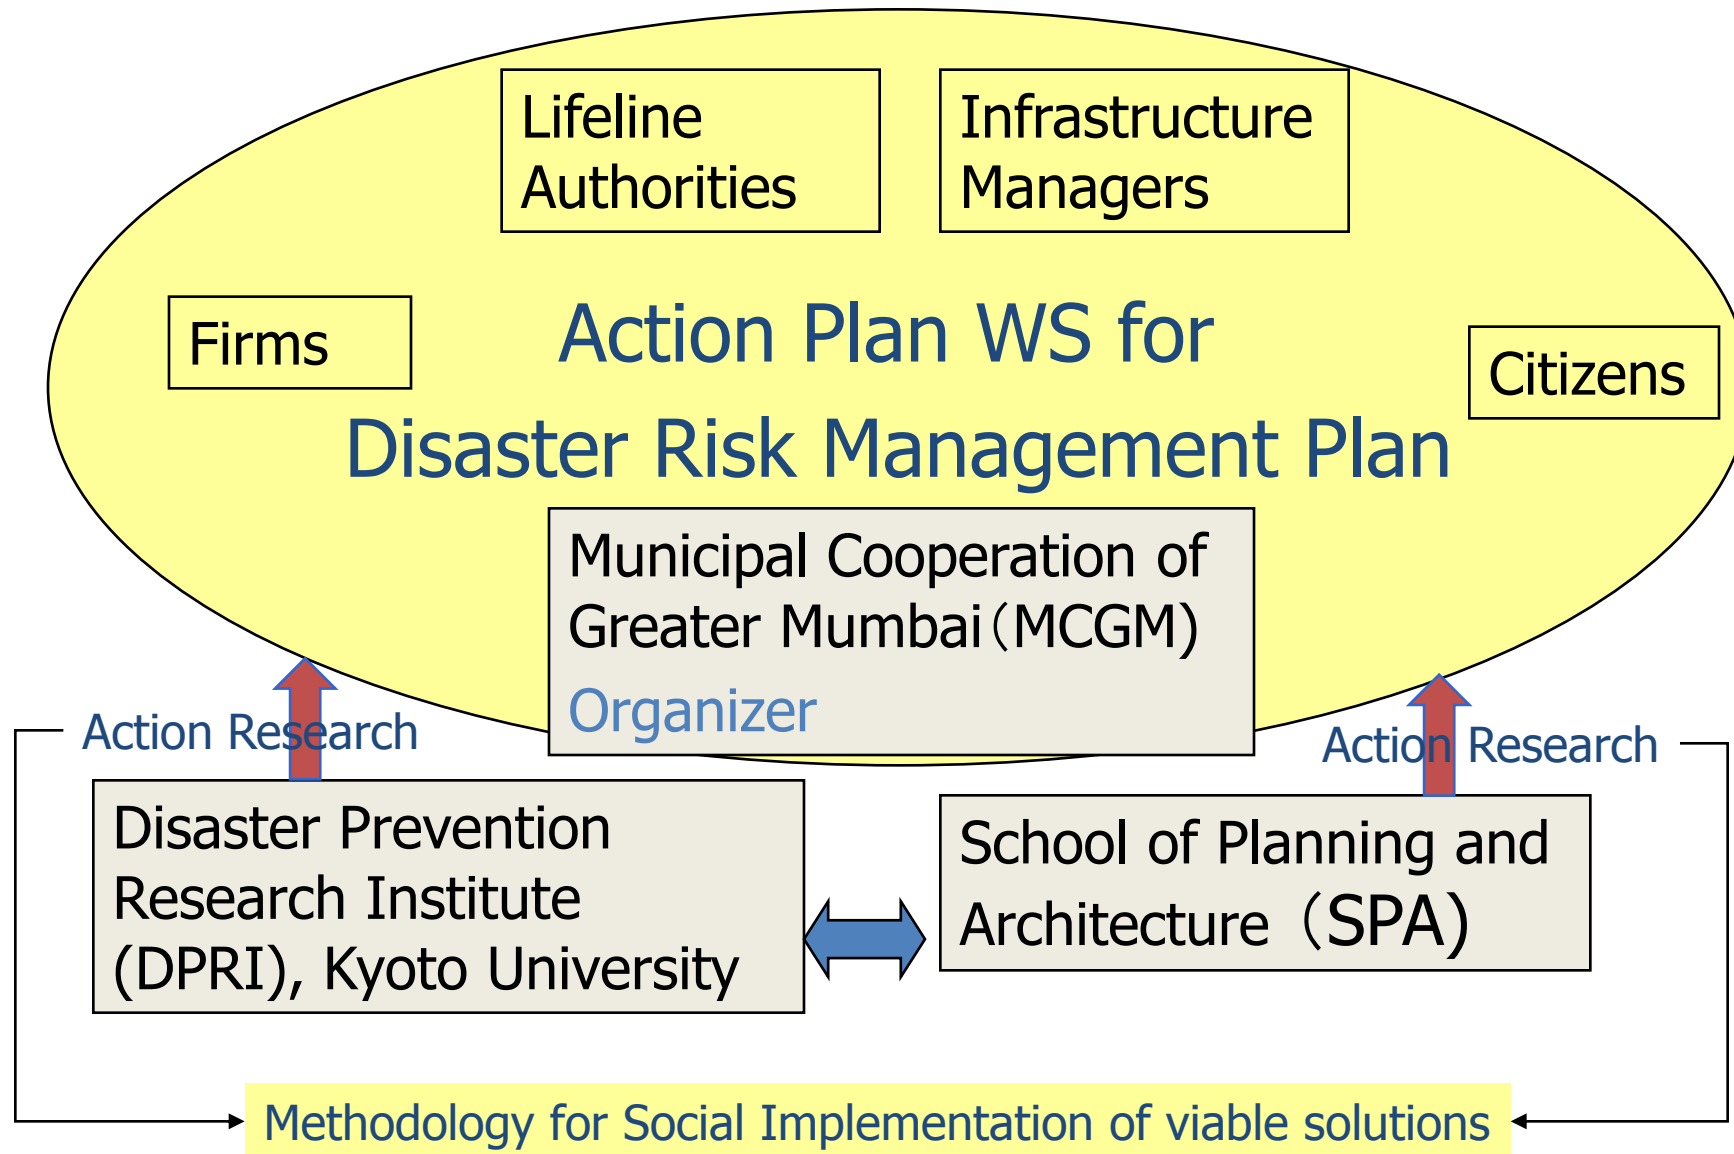 Lifeline
Authorities
Infrastructure
Managers
Firms
Action Plan WS for
Citizens
Disaster Risk Management Plan
Municipal Cooperation of
Greater Mumbai（MCGM)
Organizer
Action Research
Action Research
Disaster Prevention
Research Institute
(DPRI), Kyoto University
School of Planning and
Architecture（SPA)
Methodology for Social Implementation of viable solutions